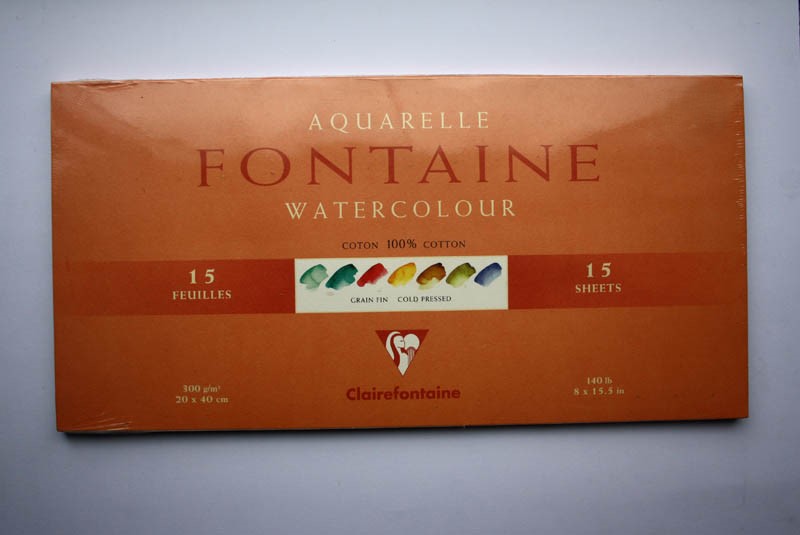 AQUARELLE
FONTAINE
WATERCOLOUR
COTON 100% COTTON
15
FEUILLES
GRAIN FIN COLD PRESSED
15
SHEETS
300 g/m²
20 x 40 cm
Clairefontaine
140 lb
8 x 15.5 in